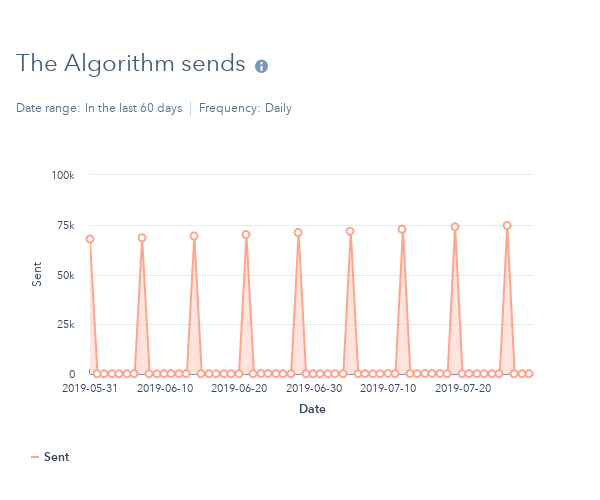 The Algorithm sends
Date range: In the last 60 days Frequency: Daily
100k
75k
50k
25k
0
Sent
2019-05-31 2019-06-10 2019-06-20 2019-06-30 2019-07-10 2019-07-20
Date
Sent